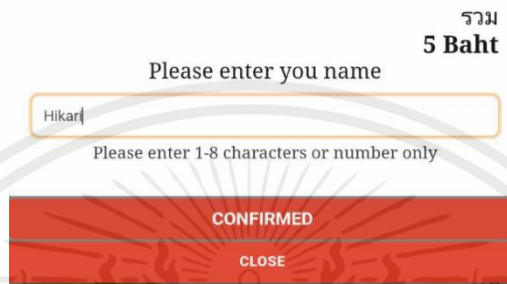 รวม
5 Baht
Please enter you name
Hikari
Please enter 1-8 characters or number only
CONFIRMED
CLOSE